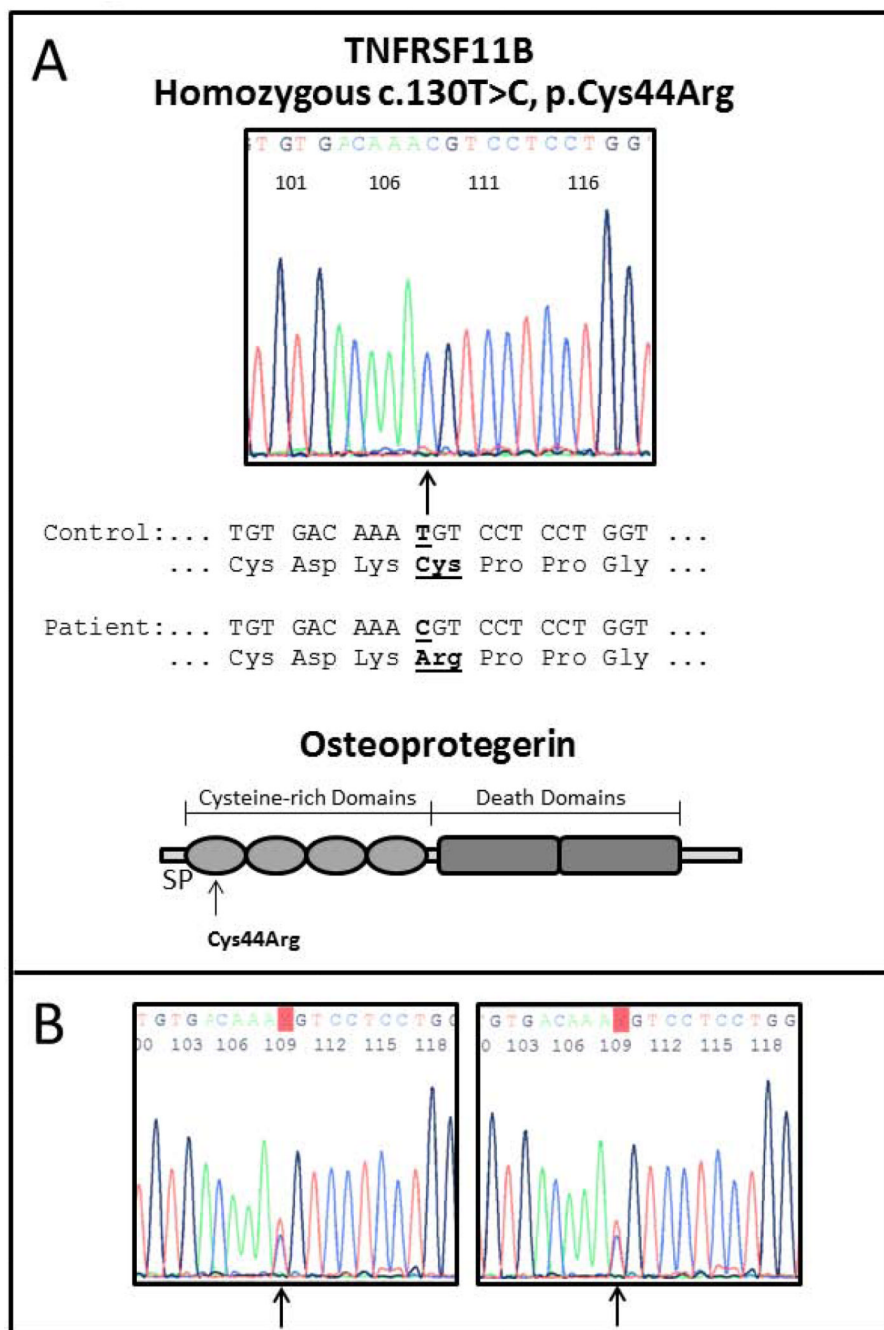 A
TNFRSF11B
Homozygous c.130T>C, p.Cys44Arg
GTGTGACAAACGTCCTCCTGG
101 106 111 116
Control:... TGT GAC AAA TGT CCT CCT GGT ...
... Cys Asp Lys Cys Pro Pro Gly ...
Patient:... TGT GAC AAA CGT CCT CCT GGT ...
... Cys Asp Lys Arg Pro Pro Gly ...
Osteoprotegerin
Cysteine-rich Domains Death Domains
SP
Cys44Arg
B
TGTGACAAAYGTCCTCCTGG
00 103 106 109 112 115 118
TGTGACAAAYGTCCTCCTGG
0 103 106 109 112 115 118